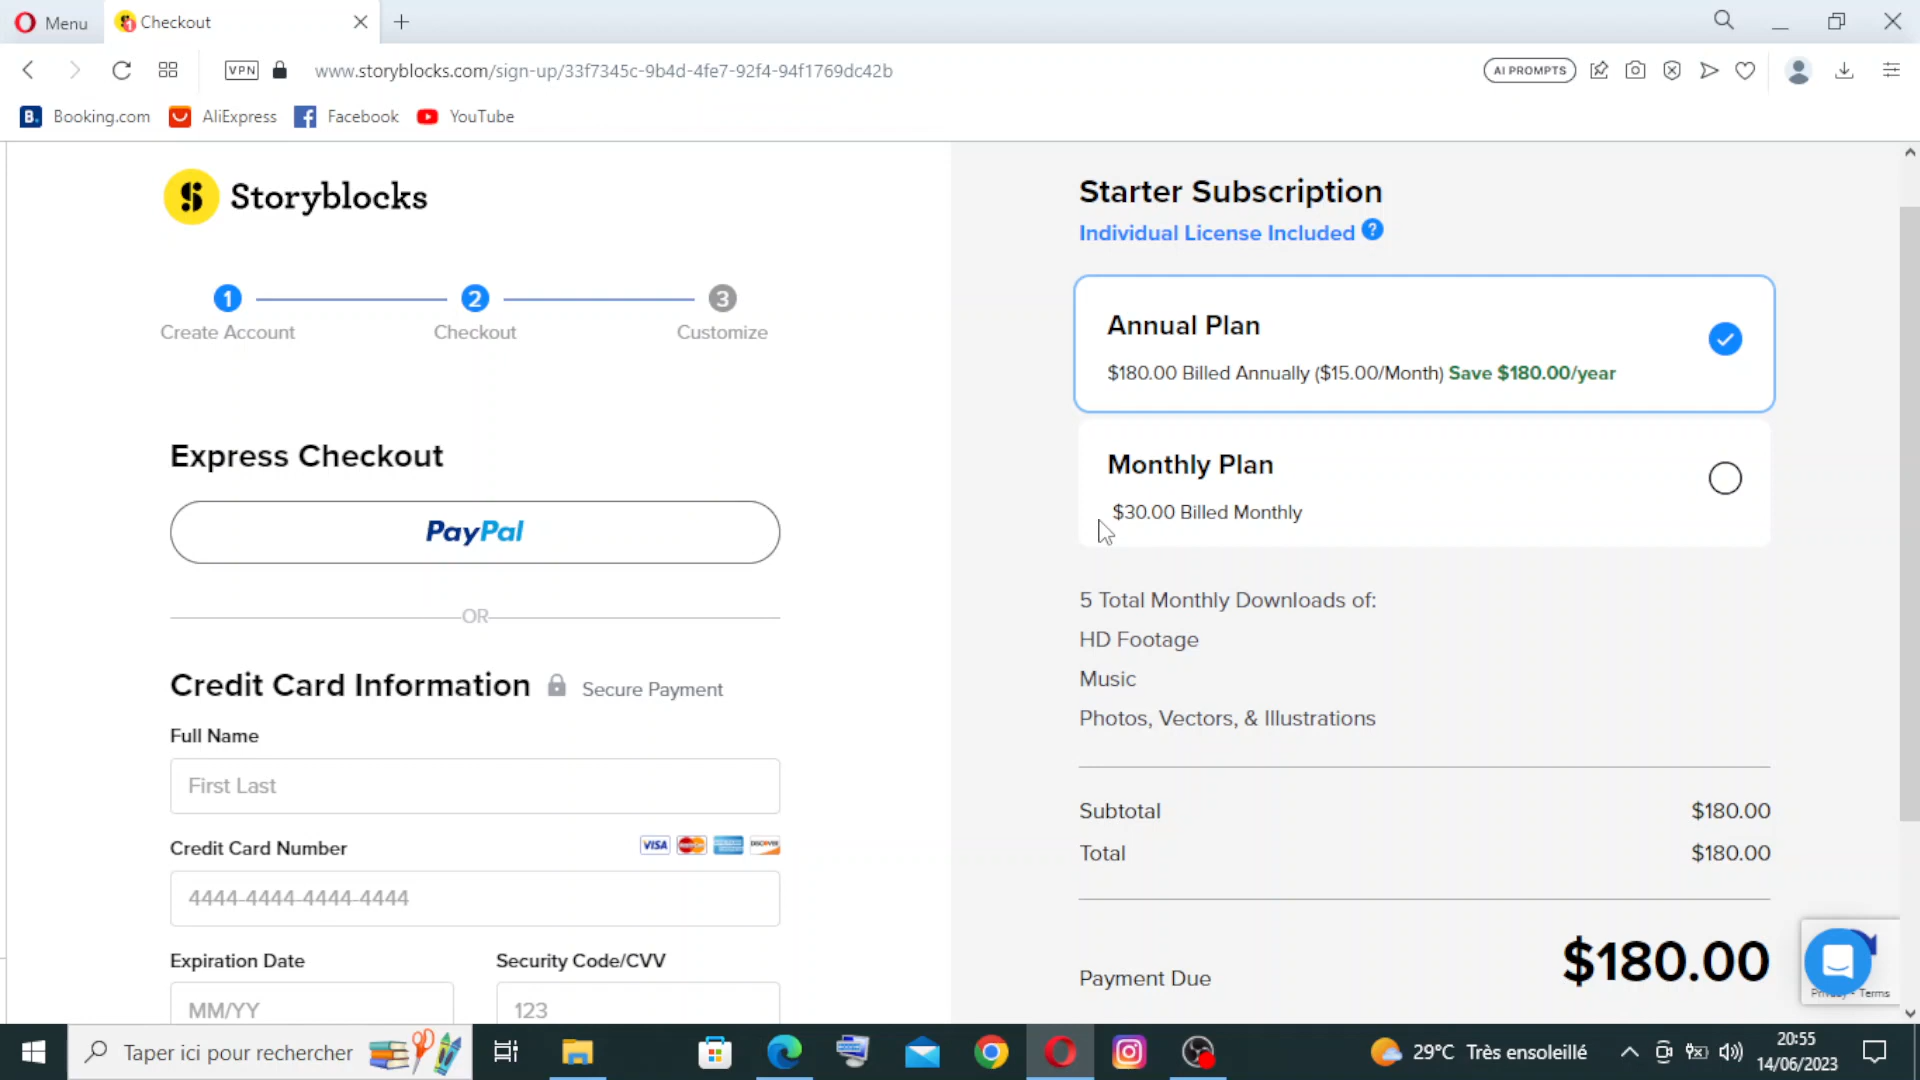 Menu
Checkout
VPN
www.storyblocks.com/sign-up/33f7345c-9b4d-4fe7-92f4-94f1769dc42b
AI PROMPTS
B. Booking.com
AliExpress
Facebook
YouTube
Storyblocks
1
2
3
Create Account
Checkout
Customize
Express Checkout
PayPal
OR
Credit Card Information
Secure Payment
Full Name
First Last
Credit Card Number
VISA
DISCOVER
4444-4444-4444-4444
Expiration Date
Security Code/CVV
MM/YY
123
Starter Subscription
Individual License Included ?
Annual Plan
$180.00 Billed Annually ($15.00/Month) Save $180.00/year
Monthly Plan
$30.00 Billed Monthly
5 Total Monthly Downloads of:
HD Footage
Music
Photos, Vectors, & Illustrations
Subtotal
$180.00
Total
$180.00
Payment Due
$180.00
Privacy - Terms
Taper ici pour rechercher
29°C Très ensoleillé
20:55
14/06/2023